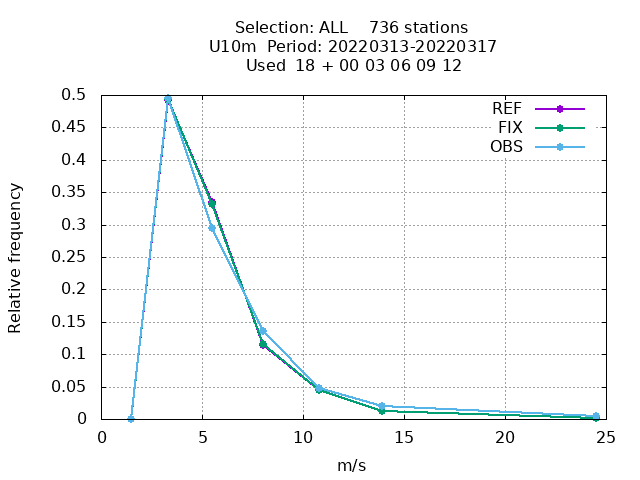 Selection: ALL    736 stations
U10m  Period: 20220313-20220317
Used  18 + 00 03 06 09 12
REF
FIX
OBS
Relative frequency
0.5
0.45
0.4
0.35
0.3
0.25
0.2
0.15
0.1
0.05
0
0 5 10 15 20 25
m/s